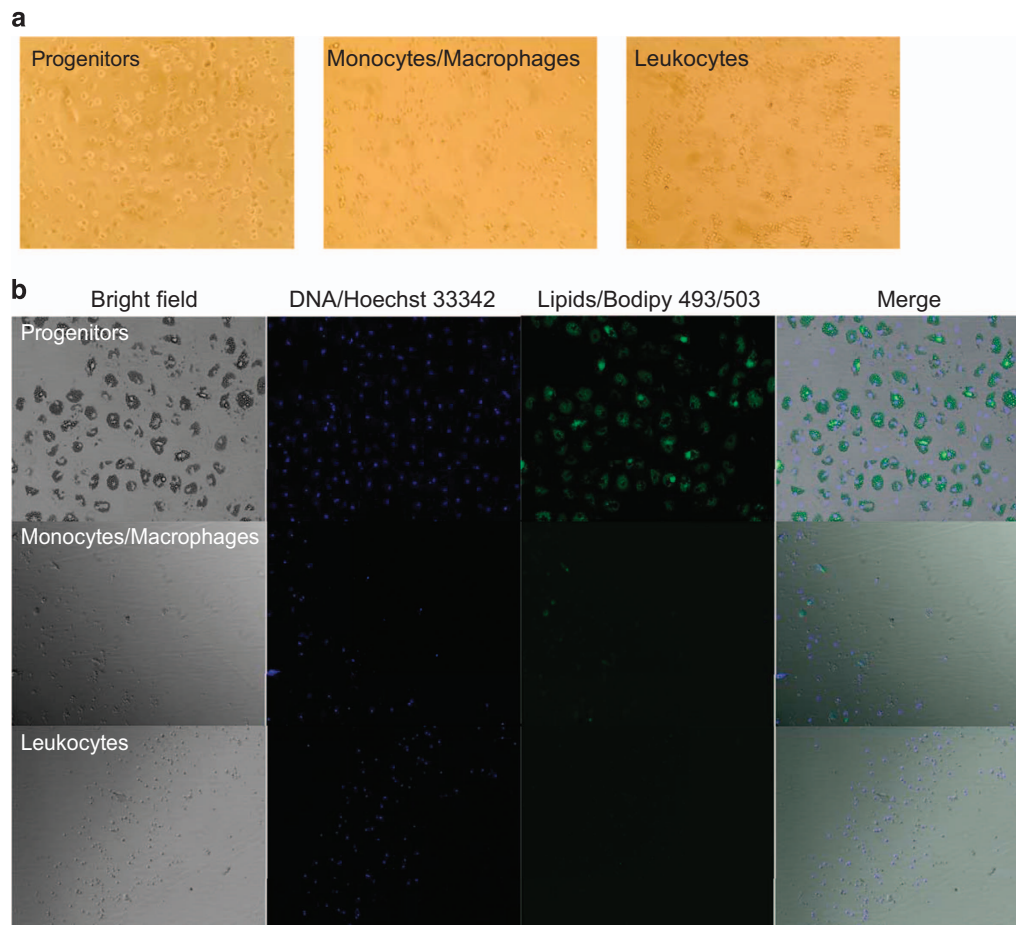 a
Progenitors
Monocytes/Macrophages
Leukocytes
b
Bright field
DNA/Hoechst 33342
Lipids/Bodipy 493/503
Merge
Progenitors
Monocytes/Macrophages
Leukocytes